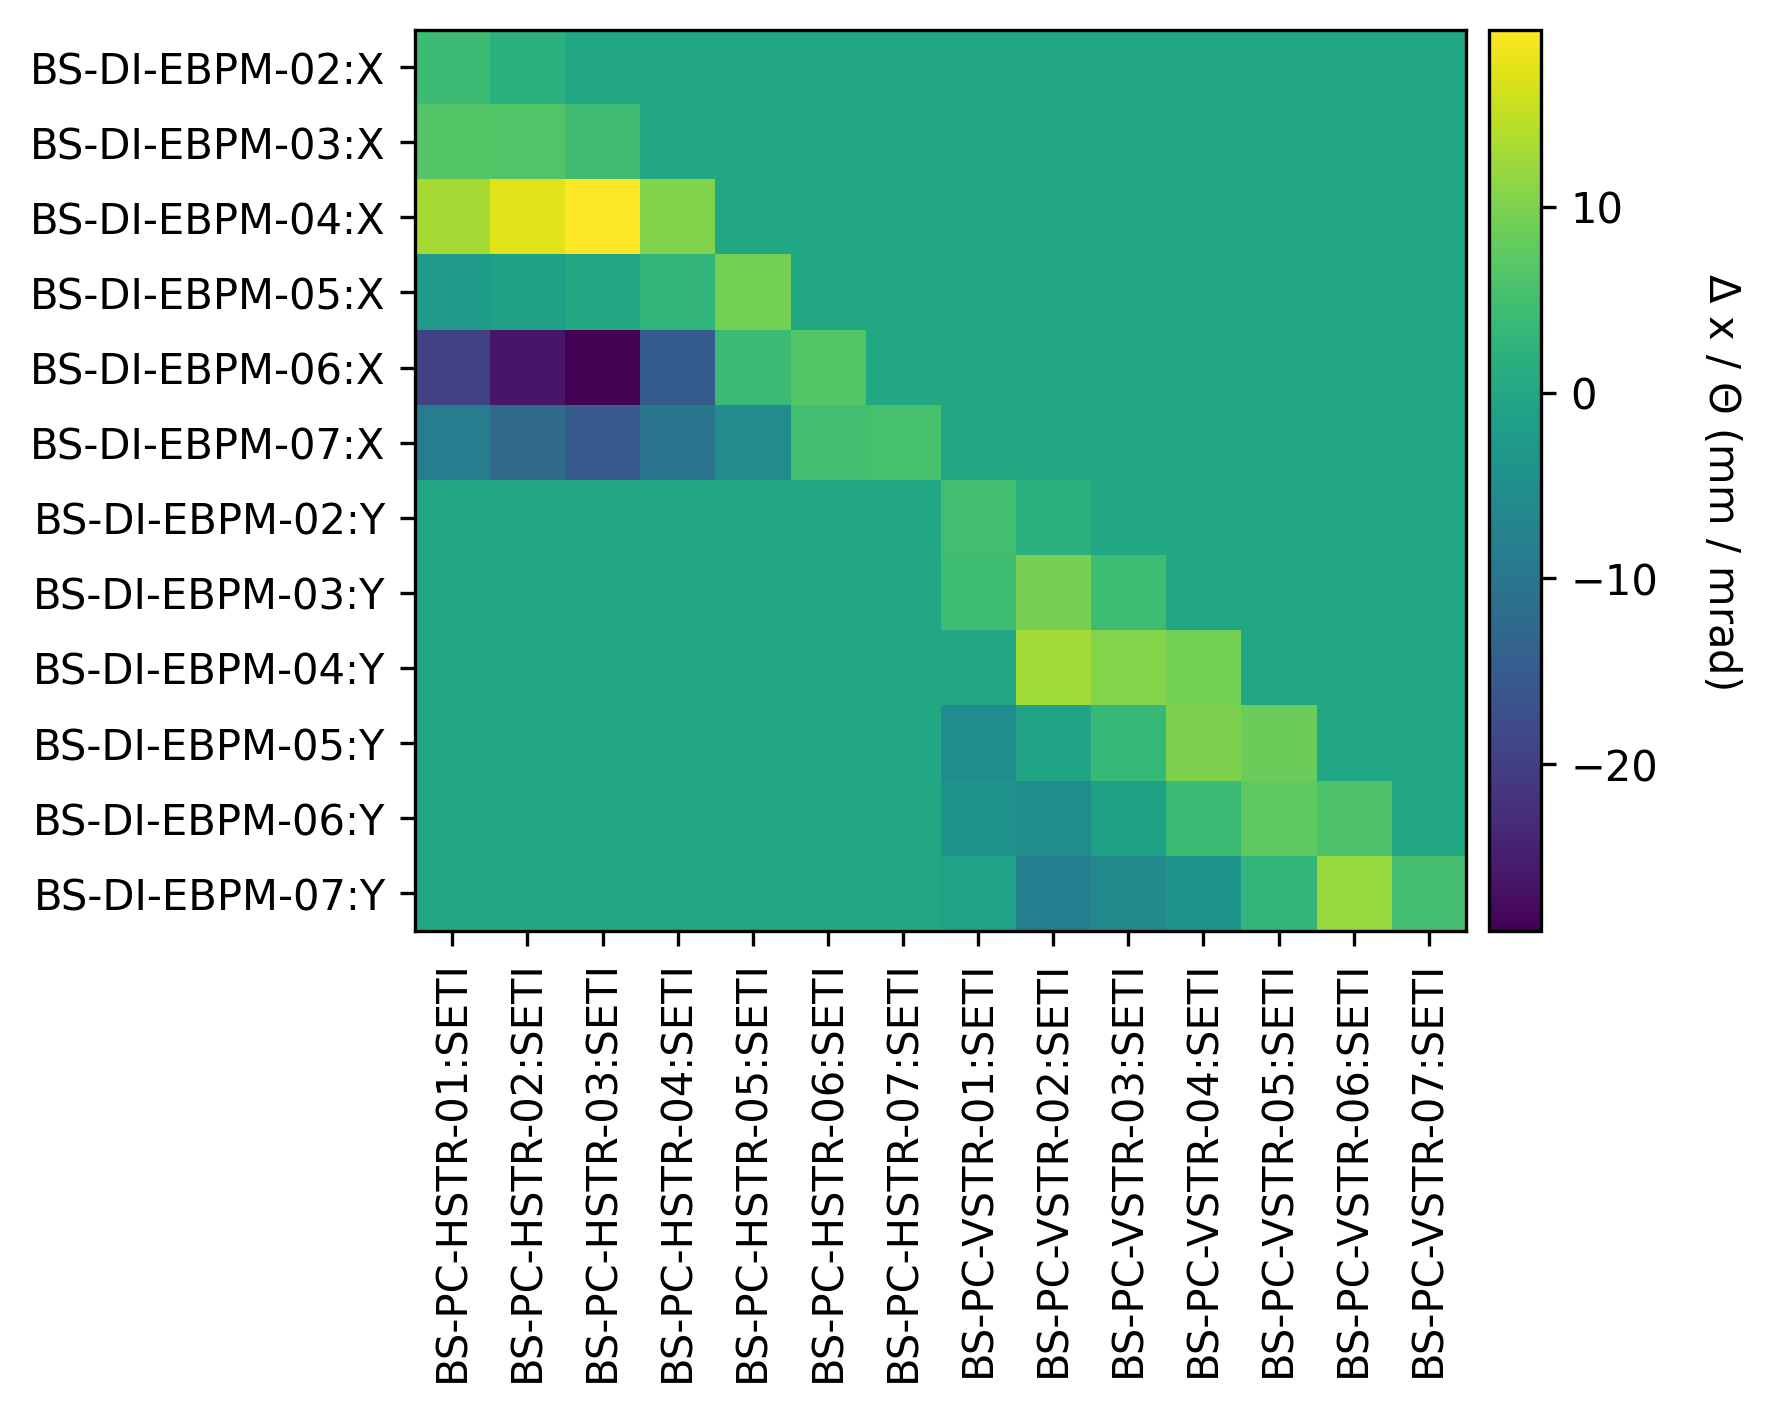 BS-DI-EBPM-02:X
BS-DI-EBPM-03:X
BS-DI-EBPM-04:X
BS-DI-EBPM-05:X
BS-DI-EBPM-06:X
BS-DI-EBPM-07:X
BS-DI-EBPM-02:Y
BS-DI-EBPM-03:Y
BS-DI-EBPM-04:Y
BS-DI-EBPM-05:Y
BS-DI-EBPM-06:Y
BS-DI-EBPM-07:Y
BS-PC-HSTR-01:SETI
BS-PC-HSTR-02:SETI
BS-PC-HSTR-03:SETI
BS-PC-HSTR-04:SETI
BS-PC-HSTR-05:SETI
BS-PC-HSTR-06:SETI
BS-PC-HSTR-07:SETI
BS-PC-VSTR-01:SETI
BS-PC-VSTR-02:SETI
BS-PC-VSTR-03:SETI
BS-PC-VSTR-04:SETI
BS-PC-VSTR-05:SETI
BS-PC-VSTR-06:SETI
BS-PC-VSTR-07:SETI
10
0
−10
−20
Δ x / Θ (mm / mrad)